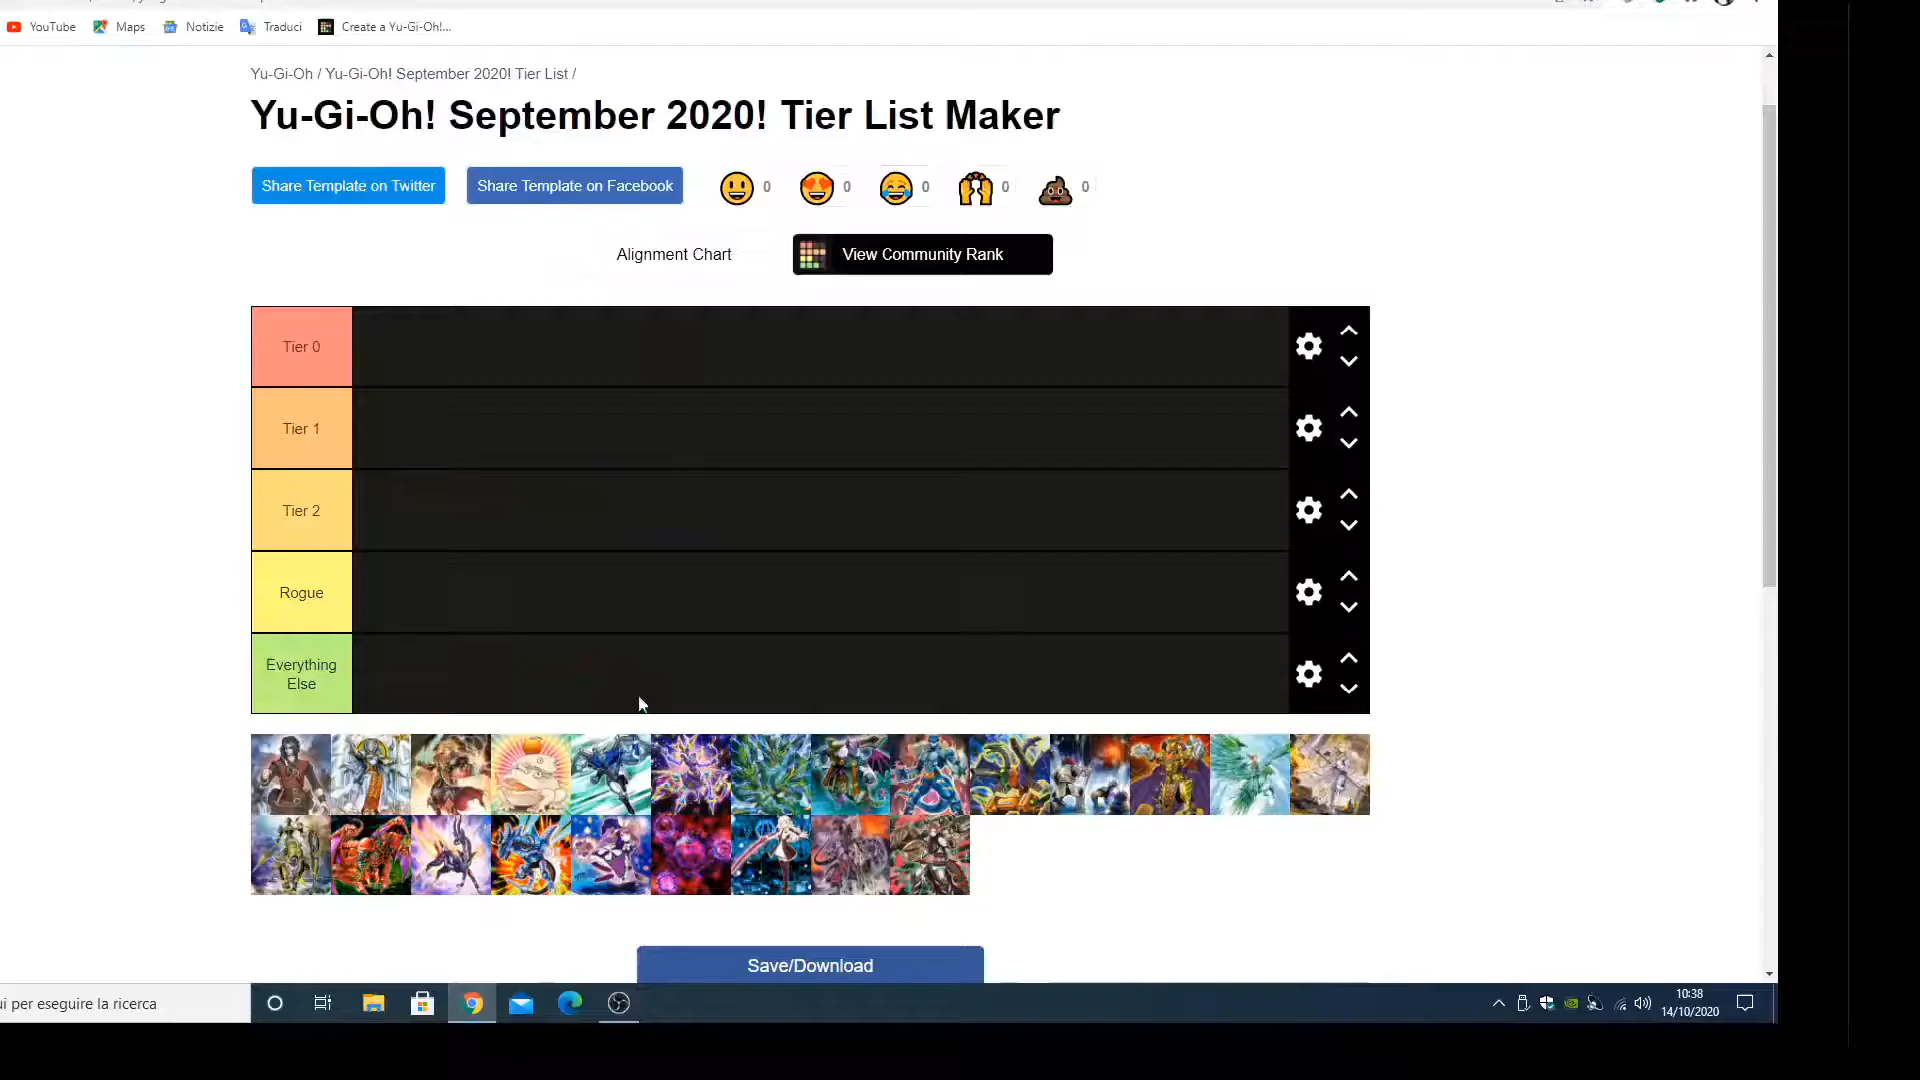 YouTube Maps Notizie Traduci Create a Yu-Gi-Oh!...
Yu-Gi-Oh / Yu-Gi-Oh! September 2020! Tier List /
Yu-Gi-Oh! September 2020! Tier List Maker
Share Template on Twitter Share Template on Facebook 0 0 0 0 0
Alignment Chart View Community Rank
Tier 0
Tier 1
Tier 2
Rogue
Everything
Else
Save/Download
ui per eseguire la ricerca
10:38
14/10/2020